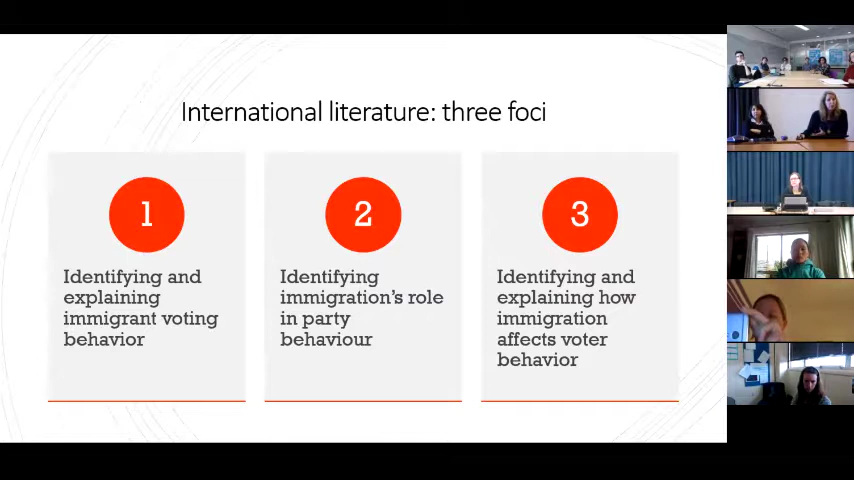 International literature: three foci
1
Identifying and
explaining
immigrant voting
behavior
2
Identifying
immigration's role
in party
behaviour
3
Identifying and
explaining how
immigration
affects voter
behavior